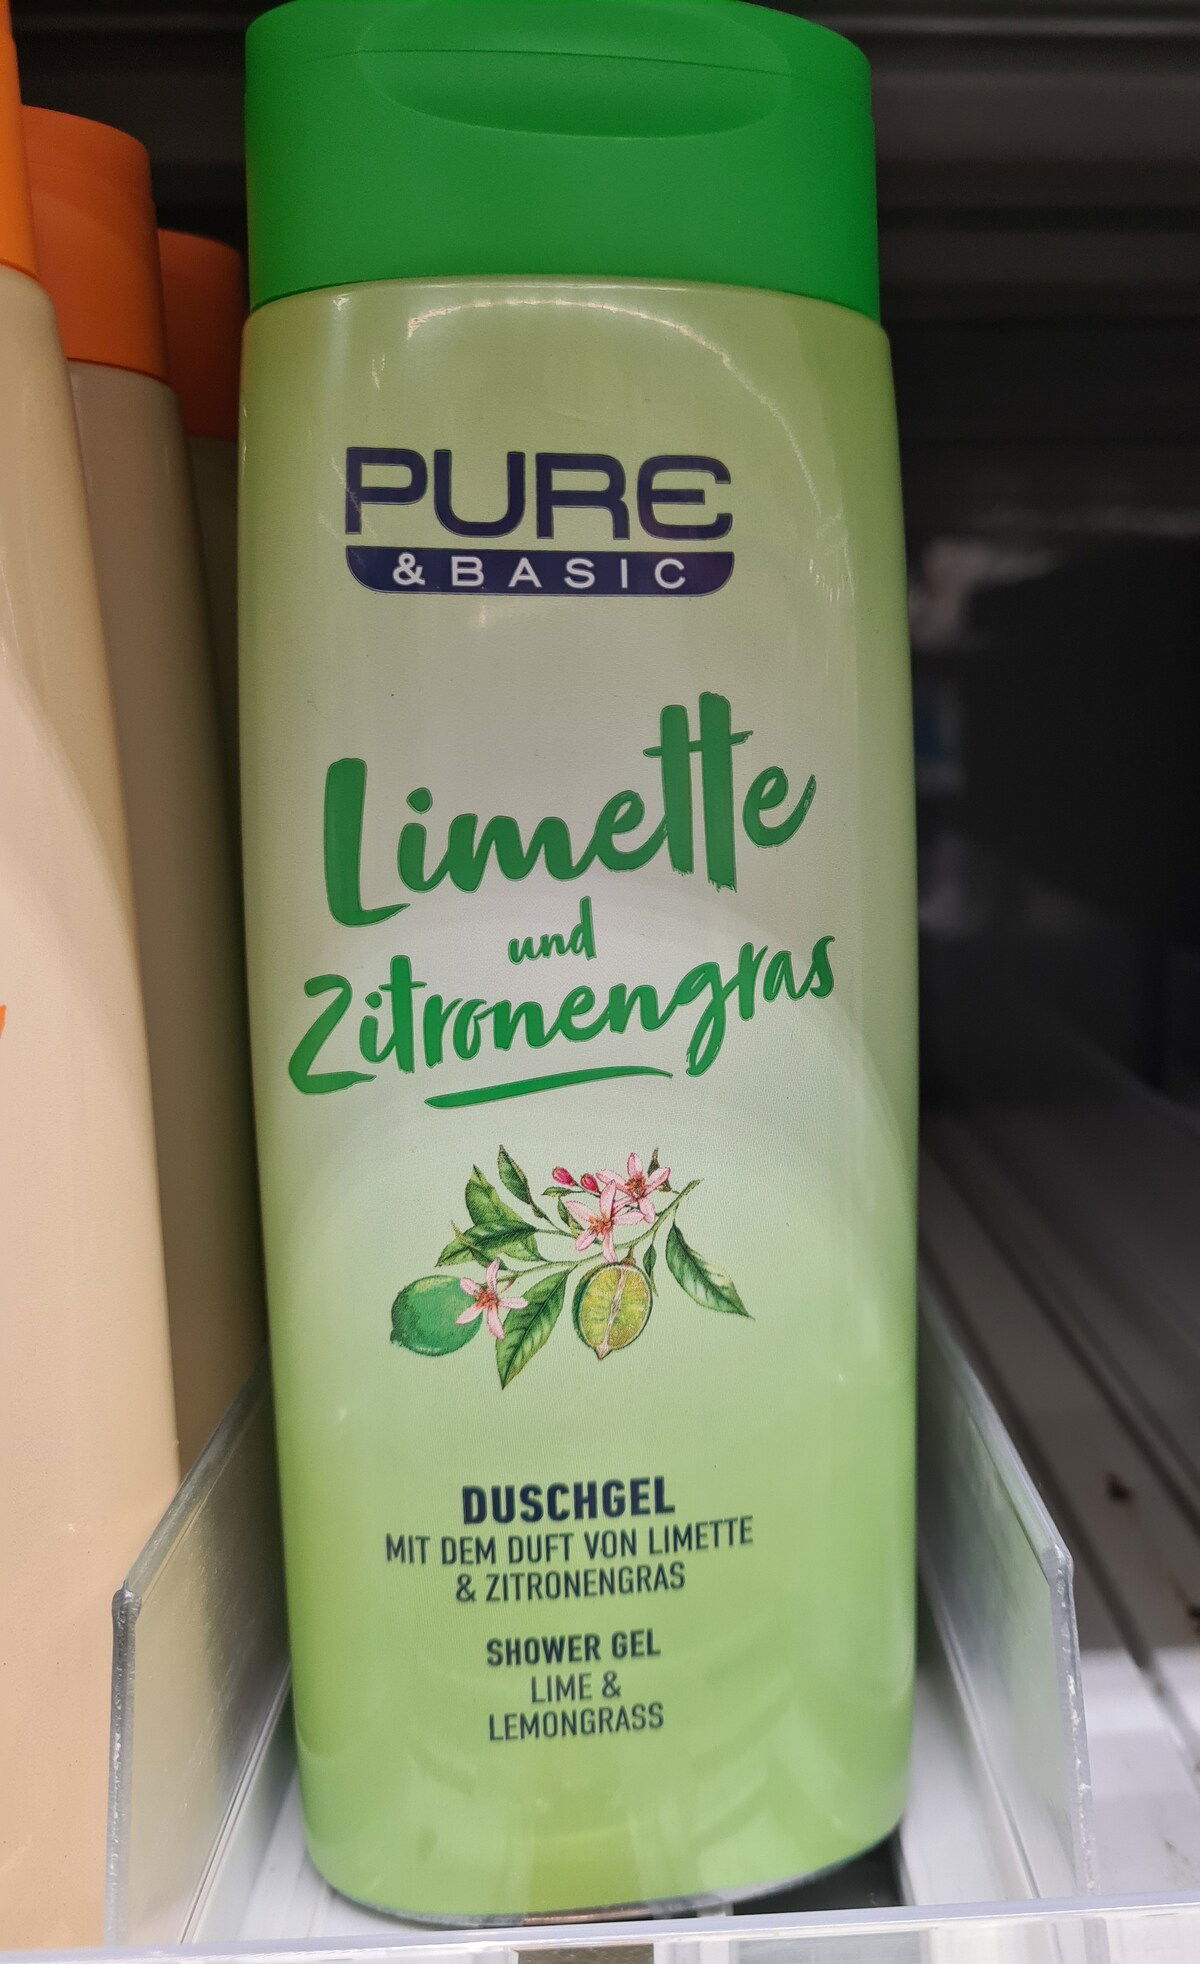 PURE
& BASIC
Limette
und
Zitronengras
DUSCHGEL
MIT DEM DUFT VON LIMETTE
& ZITRONENGRAS
SHOWER GEL
LIME &
LEMONGRASS